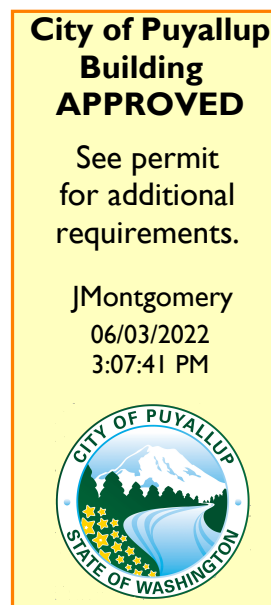 City of Puyallup
Building
APPROVED
See permit
for additional
requirements.
JMontgomery
06/03/2022
3:07:41 PM
CITY OF PUYALLUP
STATE OF WASHINGTON